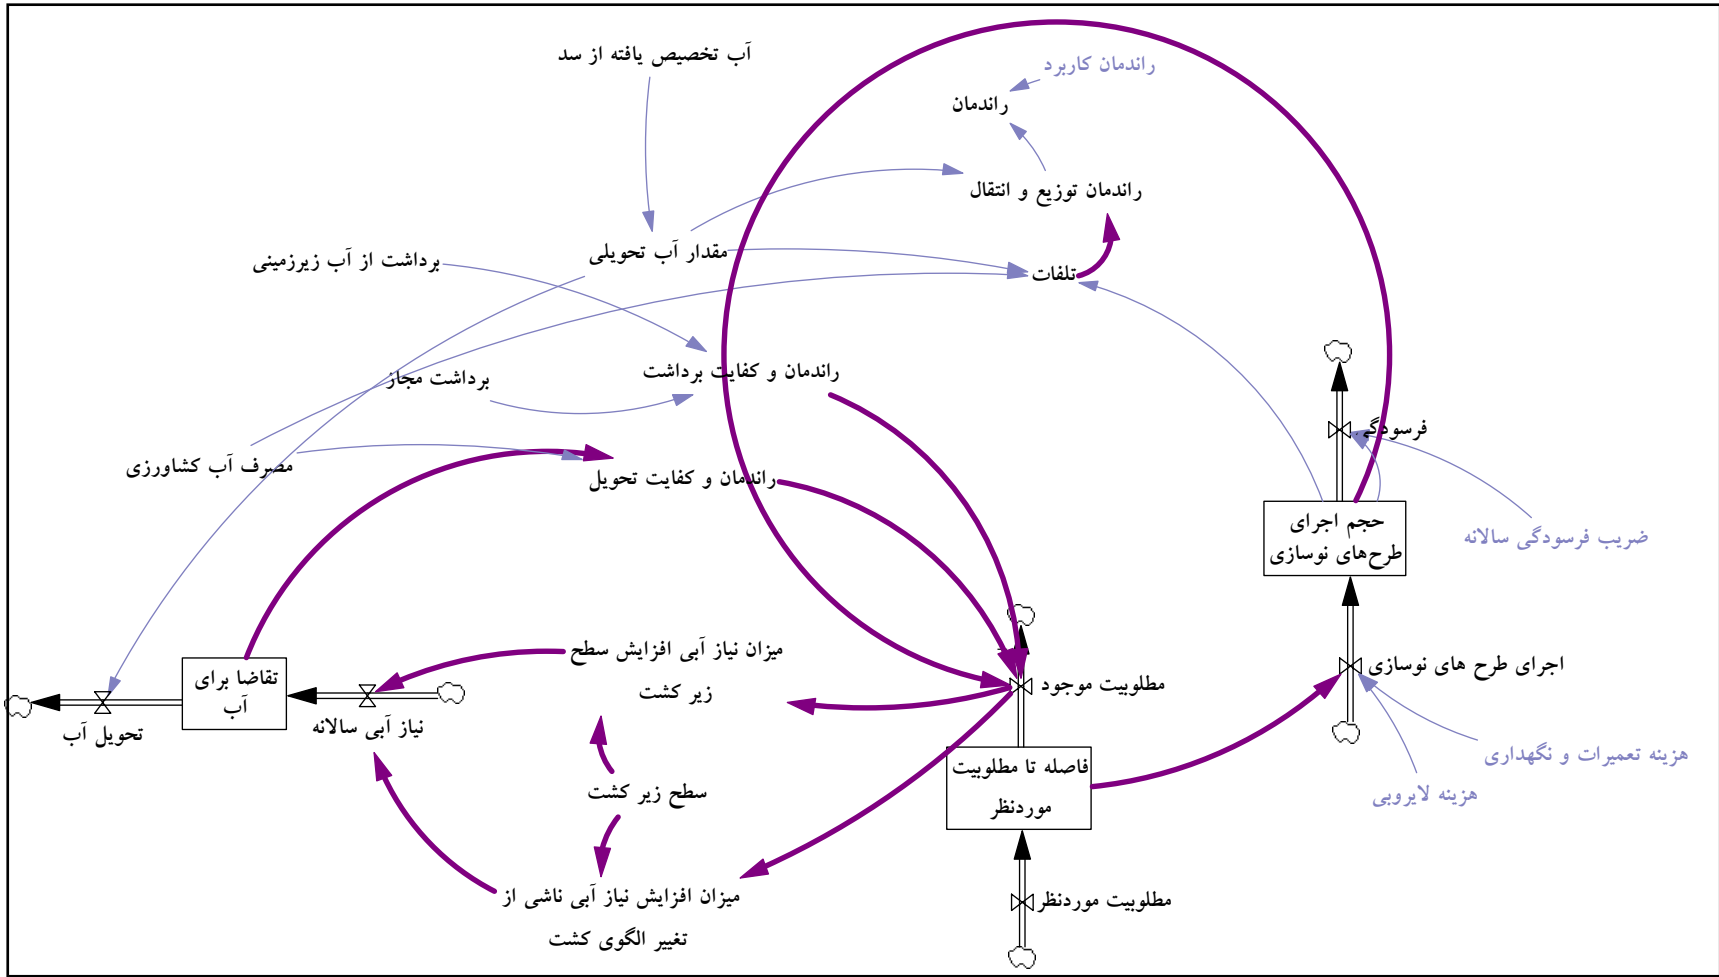 آب تخصیص یافته از سد
راندمان کاربرد
راندمان
راندمان توزیع و انتقال
مقدار آب تحویلی
برداشت از آب زیرزمینی
تلفات
راندمان و کفایت برداشت
برداشت مجاز
فرسودگی
مصرف آب کشاورزی
راندمان و کفایت تحویل
حجم اجرای
طرح‌های نوسازی
ضریب فرسودگی سالانه
میزان نیاز آبی افزایش سطح
زیر کشت
اجرای طرح های نوسازی
مطلوبیت موجود
تقاضا برای
آب
نیاز آبی سالانه
تحویل آب
هزینه تعمیرات و نگهداری
فاصله تا مطلوبیت
موردنظر
سطح زیر کشت
هزینه لایروبی
میزان افزایش نیاز آبی ناشی از
تغییر الگوی کشت
مطلوبیت موردنظر